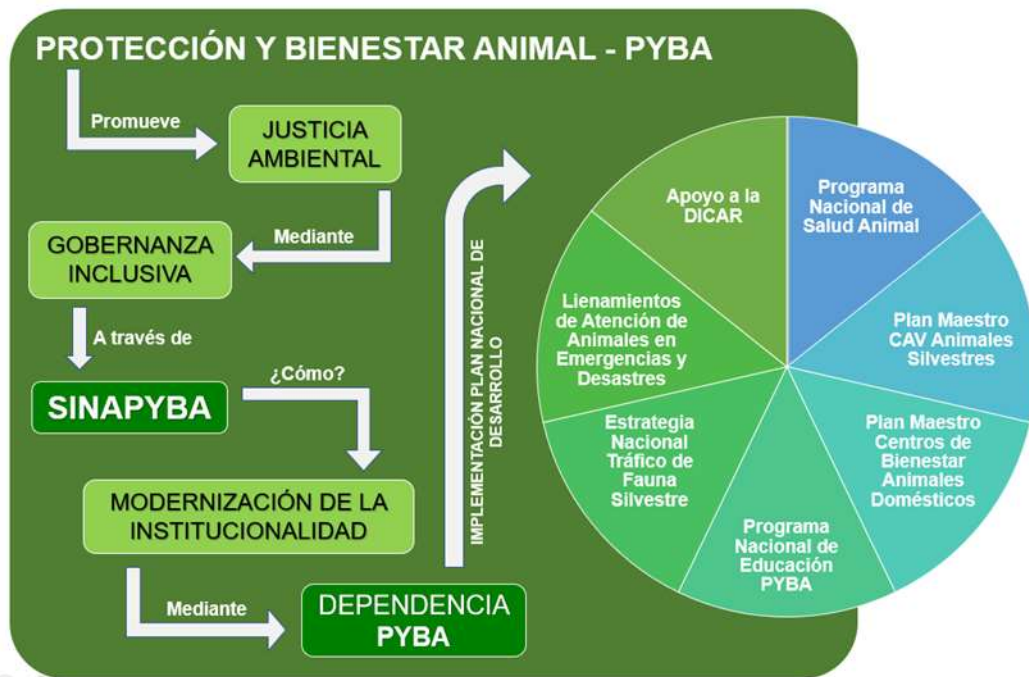 PROTECCIÓN Y BIENESTAR ANIMAL - PYBA
Promueve
JUSTICIA
AMBIENTAL
Mediante
GOBERNANZA
INCLUSIVA
A través de
SINAPYBA
¿Cómo?
MODERNIZACIÓN DE LA
INSTITUCIONALIDAD
Mediante
DEPENDENCIA
PYBA
IMPLEMENTACIÓN PLAN NACIONAL DE
DESARROLLO
Programa
Nacional de
Salud Animal
Plan Maestro
CAV Animales
Silvestres
Plan Maestro
Centros de
Bienestar
Animales
Domésticos
Programa
Nacional de
Educación
PYBA
Estrategia
Nacional
Tráfico de
Fauna
Silvestre
Lienamientos
de Atención de
Animales en
Emergencias y
Desastres
Apoyo a la
DICAR